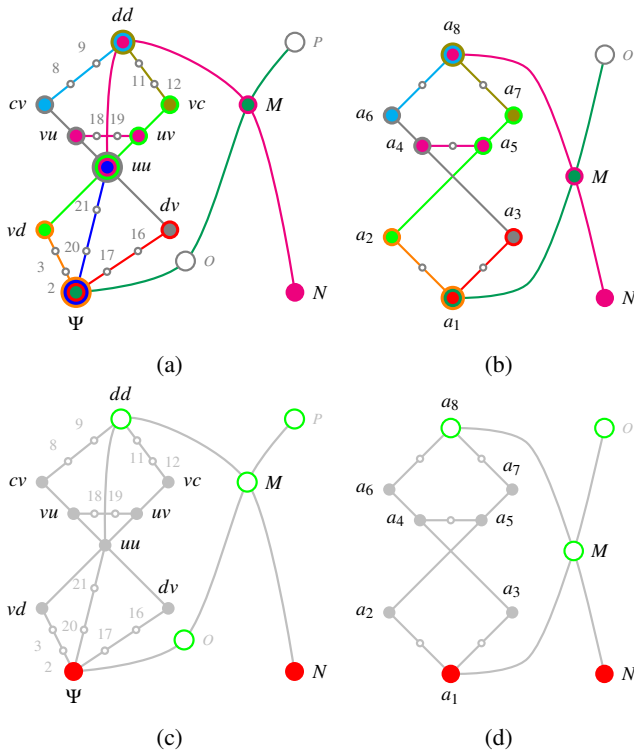 dd
P
9
8
11
12
cv
vc
M
18
19
vu
uv
uu
21
dv
vd
20
16
3
17
O
2
N
Ψ
(a)
a8
O
a7
a6
a4
a5
M
a3
a2
N
a1
(b)
dd
P
9
8
11
12
cv
vc
M
18
19
vu
uv
uu
21
dv
vd
20
16
3
17
O
2
N
Ψ
(c)
a8
O
a7
a6
a4
a5
M
a3
a2
N
a1
(d)